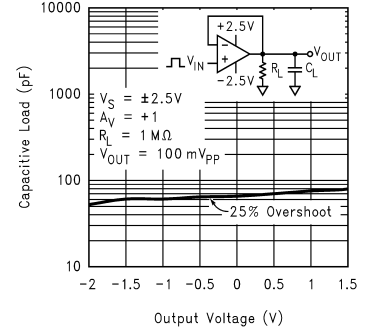 10000
1000
100
10
Capacitive Load (pF)
+2.5V
−
+
V_IN
−2.5V
V_OUT
R_L
C_L
V_S = ±2.5V
A_V = +1
R_L = 1 MΩ
V_OUT = 100 mV_PP
25% Overshoot
−2 −1.5 −1 −0.5 0 0.5 1 1.5
Output Voltage (V)